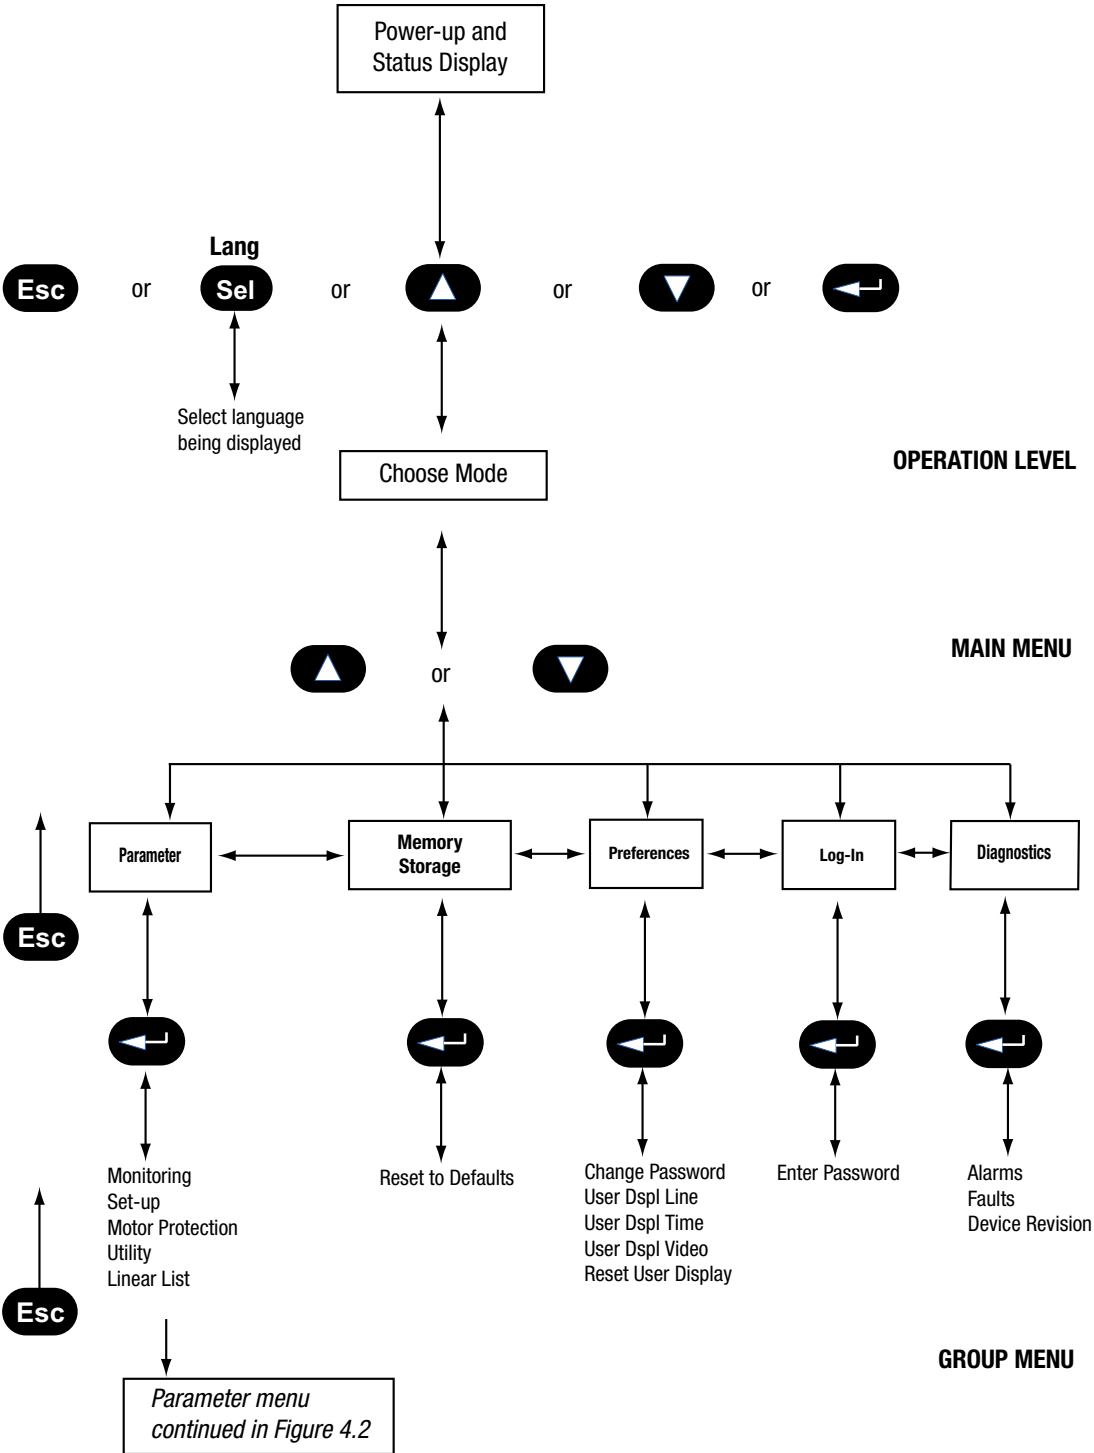 Power-up and
Status Display
Lang
Esc or Sel or or or
Select language
being displayed
OPERATION LEVEL
Choose Mode
MAIN MENU
or
Parameter
Memory
Storage
Preferences
Log-In
Diagnostics
Esc
Monitoring
Set-up
Motor Protection
Utility
Linear List
Reset to Defaults
Change Password
User Dspl Line
User Dspl Time
User Dspl Video
Reset User Display
Enter Password
Alarms
Faults
Device Revision
Esc
GROUP MENU
Parameter menu
continued in Figure 4.2